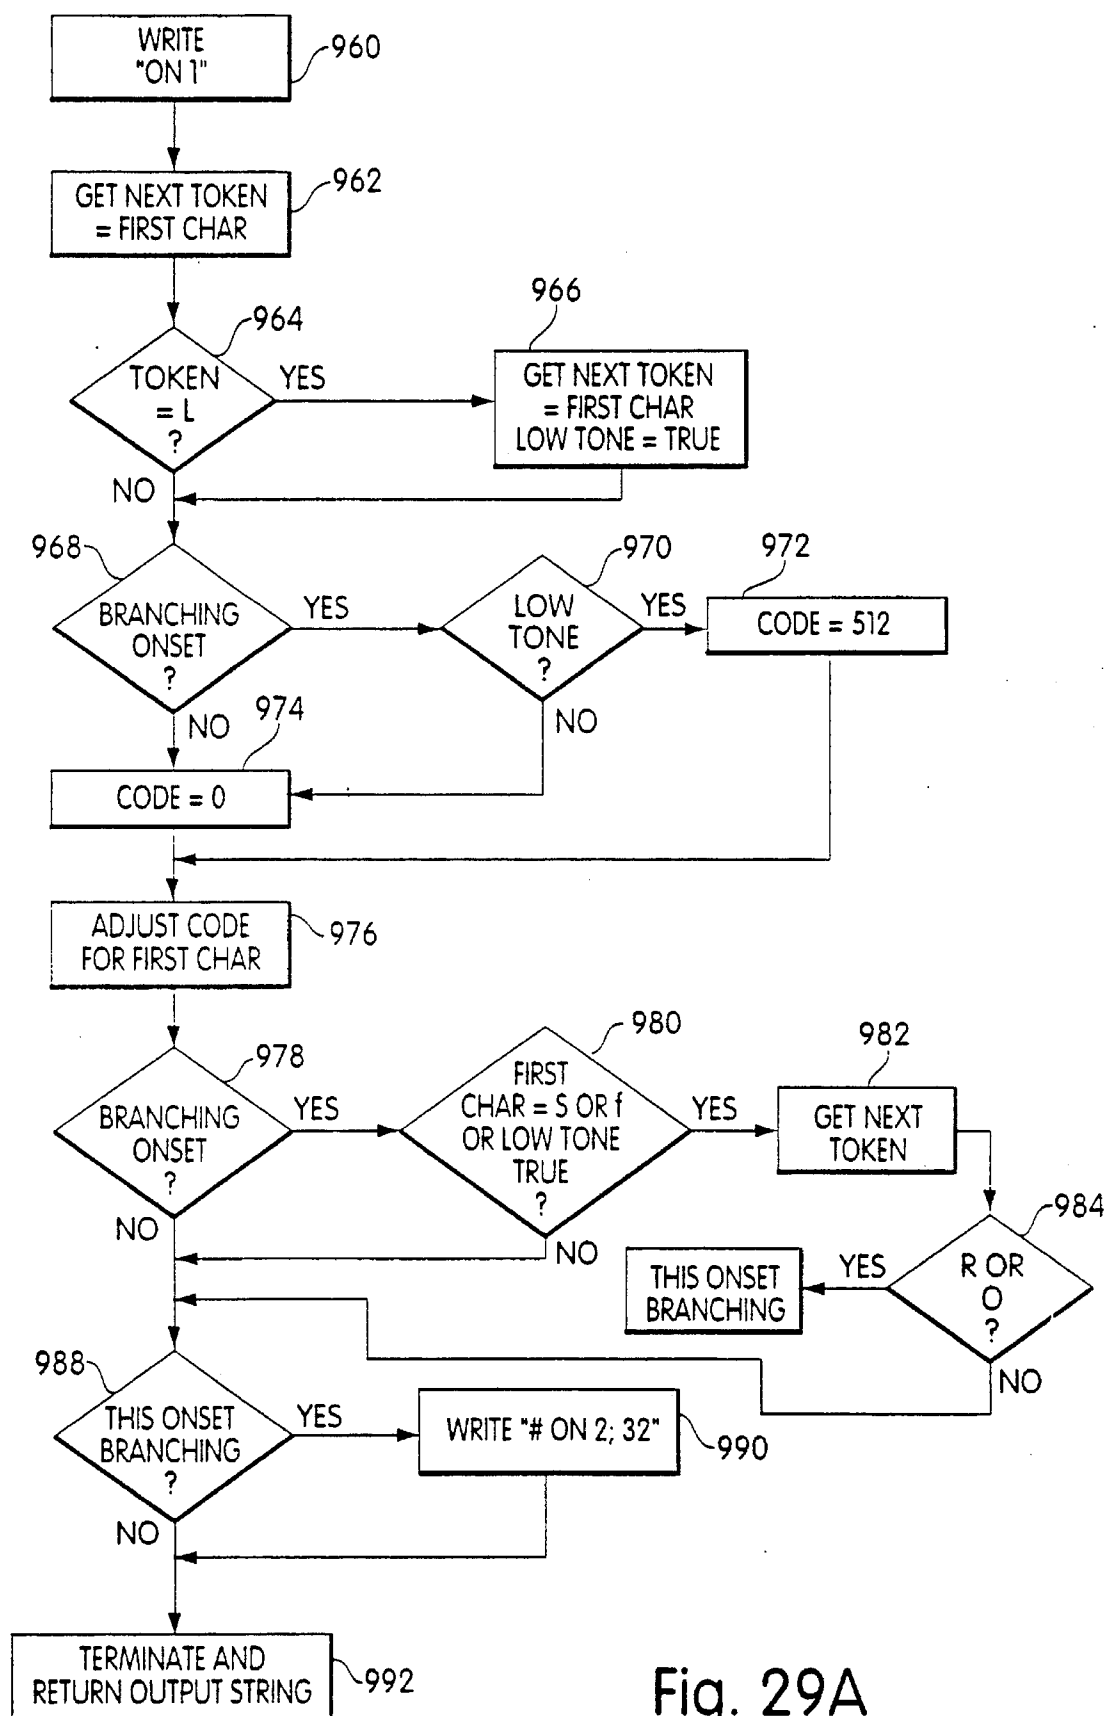 WRITE
"ON 1"
960
GET NEXT TOKEN
= FIRST CHAR
962
TOKEN
= L
?
964
YES
NO
966
GET NEXT TOKEN
= FIRST CHAR
LOW TONE = TRUE
968
BRANCHING
ONSET
?
YES
NO
970
LOW
TONE
?
YES
NO
972
CODE = 512
974
CODE = 0
ADJUST CODE
FOR FIRST CHAR
976
978
BRANCHING
ONSET
?
YES
NO
980
FIRST
CHAR = S OR f
OR LOW TONE
TRUE
?
YES
NO
982
GET NEXT
TOKEN
984
R OR
O
?
YES
NO
THIS ONSET
BRANCHING
988
THIS ONSET
BRANCHING
?
YES
NO
WRITE "# ON 2; 32"
990
TERMINATE AND
RETURN OUTPUT STRING
992
Fig. 29A